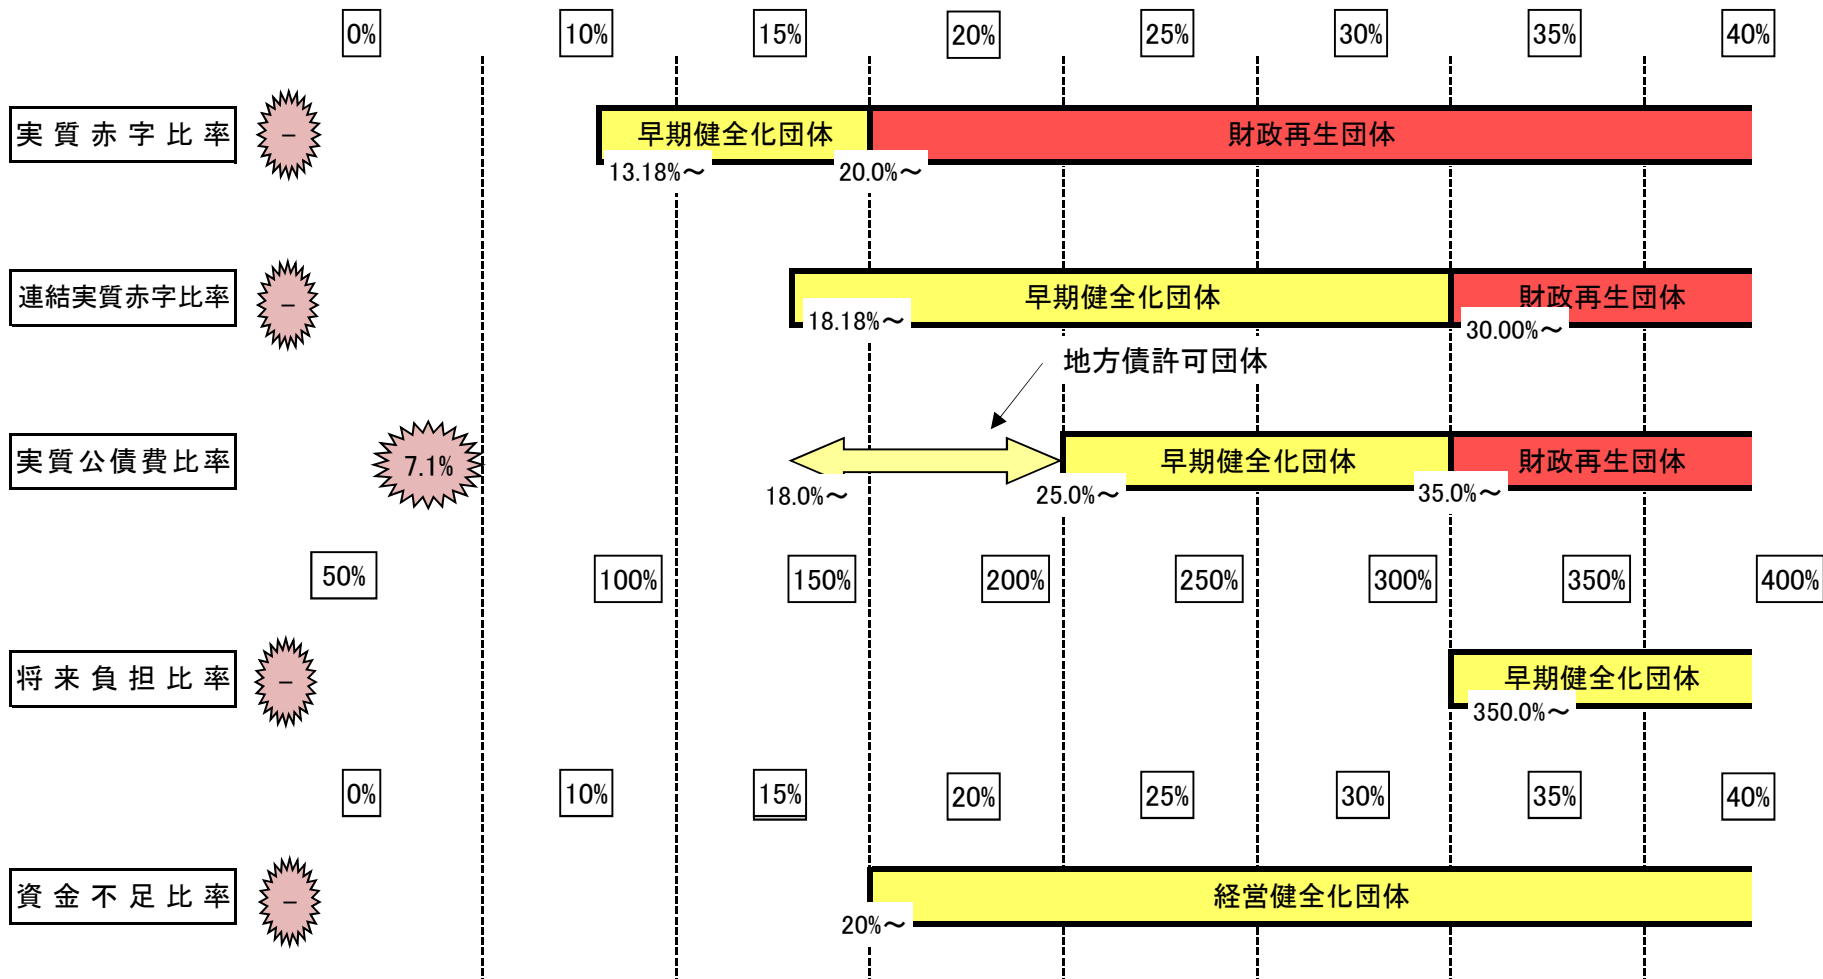 0% 10% 15% 20% 25% 30% 35% 40%
実質赤字比率 － 早期健全化団体 財政再生団体
13.18%～ 20.0%～
連結実質赤字比率 － 早期健全化団体 財政再生団体
18.18%～ 30.00%～
地方債許可団体
実質公債費比率 7.1% 早期健全化団体 財政再生団体
18.0%～ 25.0%～ 35.0%～
50% 100% 150% 200% 250% 300% 350% 400%
将来負担比率 － 早期健全化団体
350.0%～
0% 10% 15% 20% 25% 30% 35% 40%
資金不足比率 － 経営健全化団体
20%～